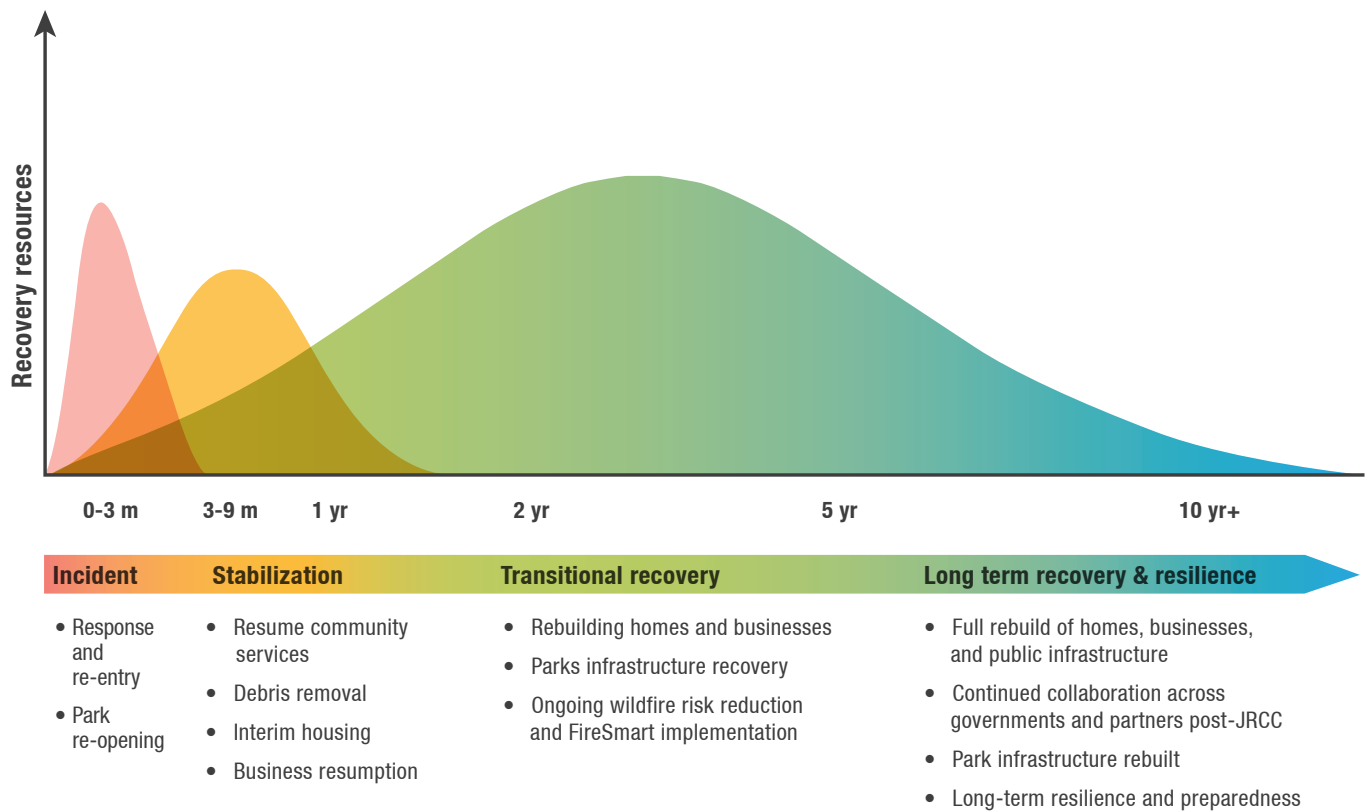 Recovery resources
0-3 m
3-9 m
1 yr
2 yr
5 yr
10 yr+
Incident
Stabilization
Transitional recovery
Long term recovery & resilience
• Response
and
re-entry
• Park
re-opening
• Resume community
services
• Debris removal
• Interim housing
• Business resumption
• Rebuilding homes and businesses
• Parks infrastructure recovery
• Ongoing wildfire risk reduction
and FireSmart implementation
• Full rebuild of homes, businesses,
and public infrastructure
• Continued collaboration across
governments and partners post-JRCC
• Park infrastructure rebuilt
• Long-term resilience and preparedness